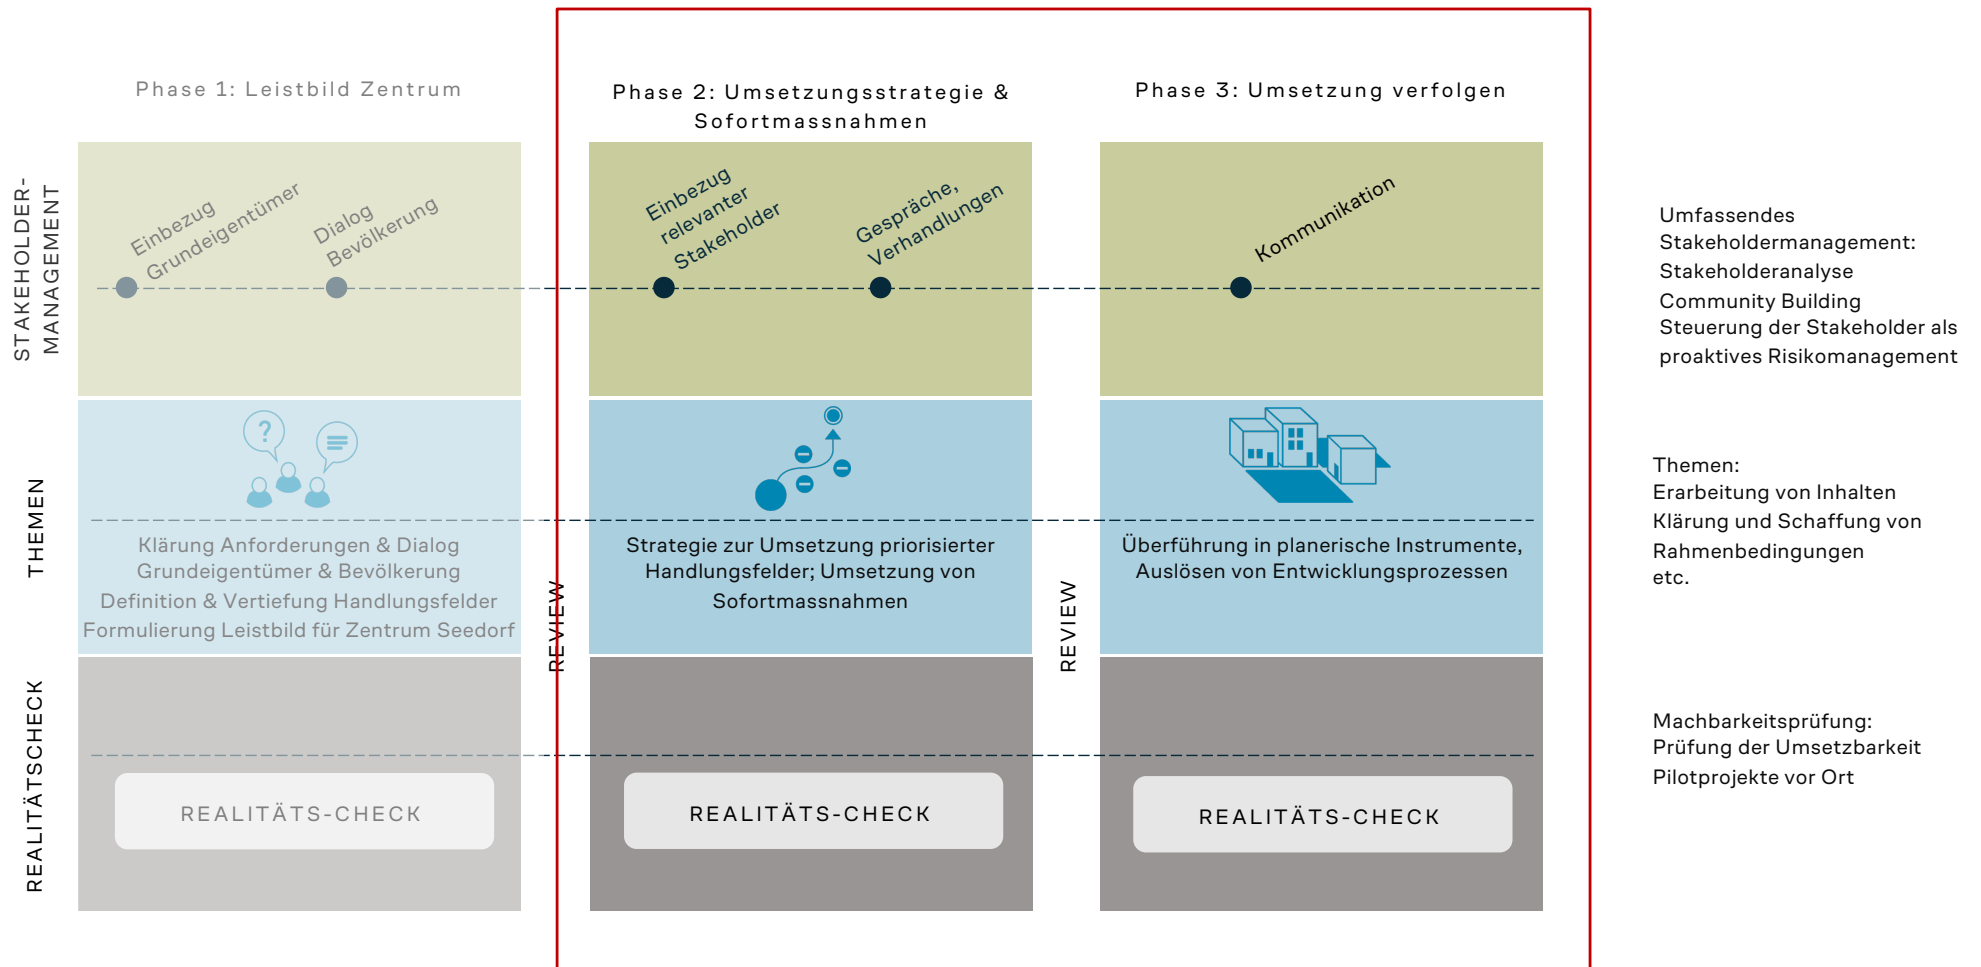 Phase 1: Leistbild Zentrum
Phase 2: Umsetzungsstrategie &
Sofortmassnahmen
Phase 3: Umsetzung verfolgen
STAKEHOLDER-
MANAGEMENT
Einbezug
Grundeigentümer
Dialog
Bevölkerung
Einbezug
relevanter
Stakeholder
Gespräche,
Verhandlungen
Kommunikation
Umfassendes
Stakeholdermanagement:
Stakeholderanalyse
Community Building
Steuerung der Stakeholder als
proaktives Risikomanagement
THEMEN
?
Klärung Anforderungen & Dialog
Grundeigentümer & Bevölkerung
Definition & Vertiefung Handlungsfelder
Formulierung Leistbild für Zentrum Seedorf
REVIEW
Strategie zur Umsetzung priorisierter
Handlungsfelder; Umsetzung von
Sofortmassnahmen
REVIEW
Überführung in planerische Instrumente,
Auslösen von Entwicklungsprozessen
Themen:
Erarbeitung von Inhalten
Klärung und Schaffung von
Rahmenbedingungen
etc.
REALITÄTSCHECK
REALITÄTS-CHECK
REALITÄTS-CHECK
REALITÄTS-CHECK
Machbarkeitsprüfung:
Prüfung der Umsetzbarkeit
Pilotprojekte vor Ort